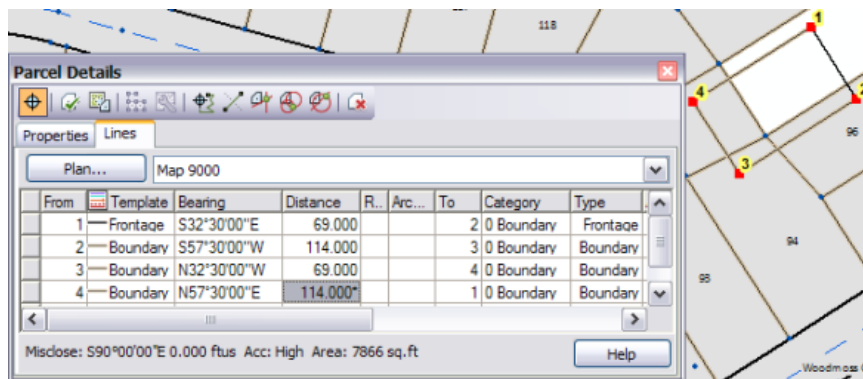 118
1
Parcel Details
4
2
Properties Lines
96
Plan... Map 9000
3
From Template Bearing Distance R.. Arc... To Category Type
1 Frontage S32°30'00"E 69.000 2 0 Boundary Frontage
2 Boundary S57°30'00"W 114.000 3 0 Boundary Boundary
94
3 Boundary N32°30'00"W 69.000 4 0 Boundary Boundary
95
4 Boundary N57°30'00"E 114.000* 1 0 Boundary Boundary
Misclose: S90°00'00"E 0.000 ftus Acc: High Area: 7866 sq.ft Help
Woodmoss